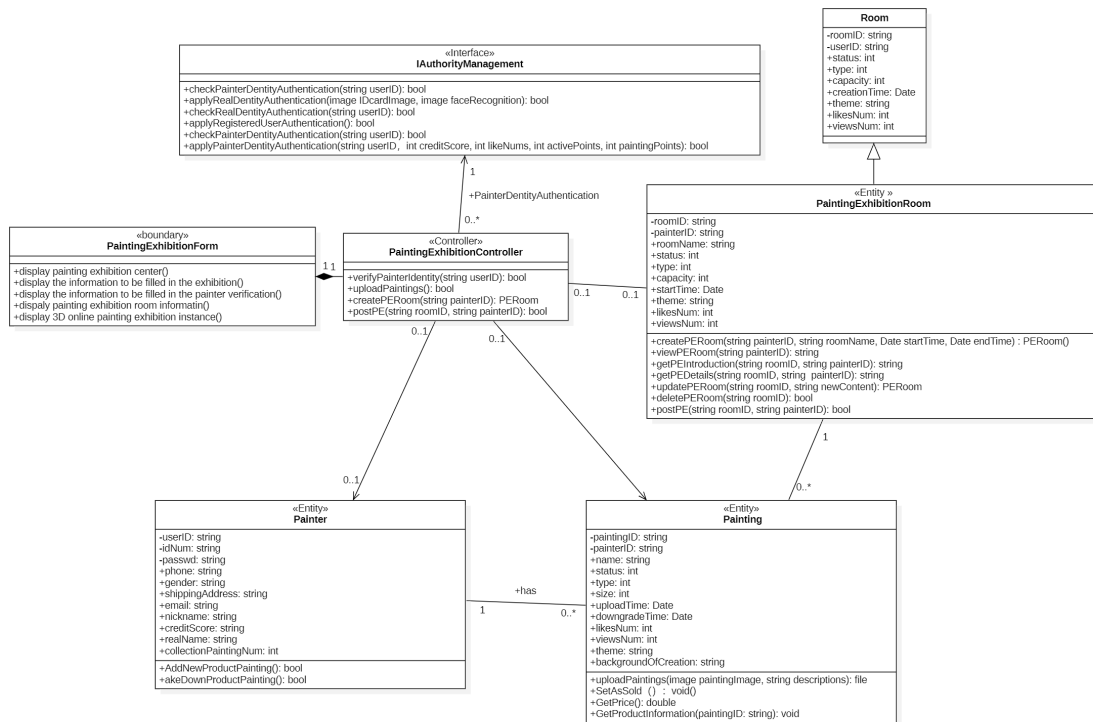 Room
-roomID: string
-userID: string
+status: int
+type: int
+capacity: int
+creationTime: Date
+theme: string
+likesNum: int
+viewsNum: int
«Interface»
IAuthorityManagement
+checkPainterDentityAuthentication(string userID): bool
+applyRealDentityAuthentication(image IDcardImage, image faceRecognition): bool
+checkRealDentityAuthentication(string userID): bool
+applyRegisteredUserAuthentication(): bool
+checkPainterDentityAuthentication(string userID): bool
+applyPainterDentityAuthentication(string userID, int creditScore, int likeNums, int activePoints, int paintingPoints): bool
1
+PainterDentityAuthentication
0..*
«boundary»
PaintingExhibitionForm
+display painting exhibition center()
+display the information to be filled in the exhibition()
+display the information to be filled in the painter verification()
+dispaly painting exhibition room informatin()
+display 3D online painting exhibition instance()
1
1
«Controller»
PaintingExhibitionController
+verifyPainterIdentity(string userID): bool
+uploadPaintings(): bool
+createPERoom(string painterID): PERoom
+postPE(string roomID, string painterID): bool
0..1
0..1
0..1
0..1
«Entity »
PaintingExhibitionRoom
-roomID: string
-painterID: string
+roomName: string
+status: int
+type: int
+capacity: int
+startTime: Date
+theme: string
+likesNum: int
+viewsNum: int
+createPERoom(string painterID, string roomName, Date startTime, Date endTime) : PERoom()
+viewPERoom(string painterID): string
+getPEIntroduction(string roomID, string painterID): string
+getPEDetails(string roomID, string painterID): string
+updatePERoom(string roomID, string newContent): PERoom
+deletePERoom(string roomID): bool
+postPE(string roomID, string painterID): bool
1
0..*
0..1
«Entity»
Painter
-userID: string
-idNum: string
-passwd: string
+phone: string
+gender: string
+shippingAddress: string
+email: string
+nickname: string
+creditScore: string
+realName: string
+collectionPaintingNum: int
+AddNewProductPainting(): bool
+akeDownProductPainting(): bool
+has
1
0..*
«Entity»
Painting
-paintingID: string
-painterID: string
+name: string
+status: int
+type: int
+size: int
+uploadTime: Date
+downgradeTime: Date
+likesNum: int
+viewsNum: int
+theme: string
+backgroundOfCreation: string
+uploadPaintings(image paintingImage, string descriptions): file
+SetAsSold （） : void()
+GetPrice(): double
+GetProductInformation(paintingID: string): void